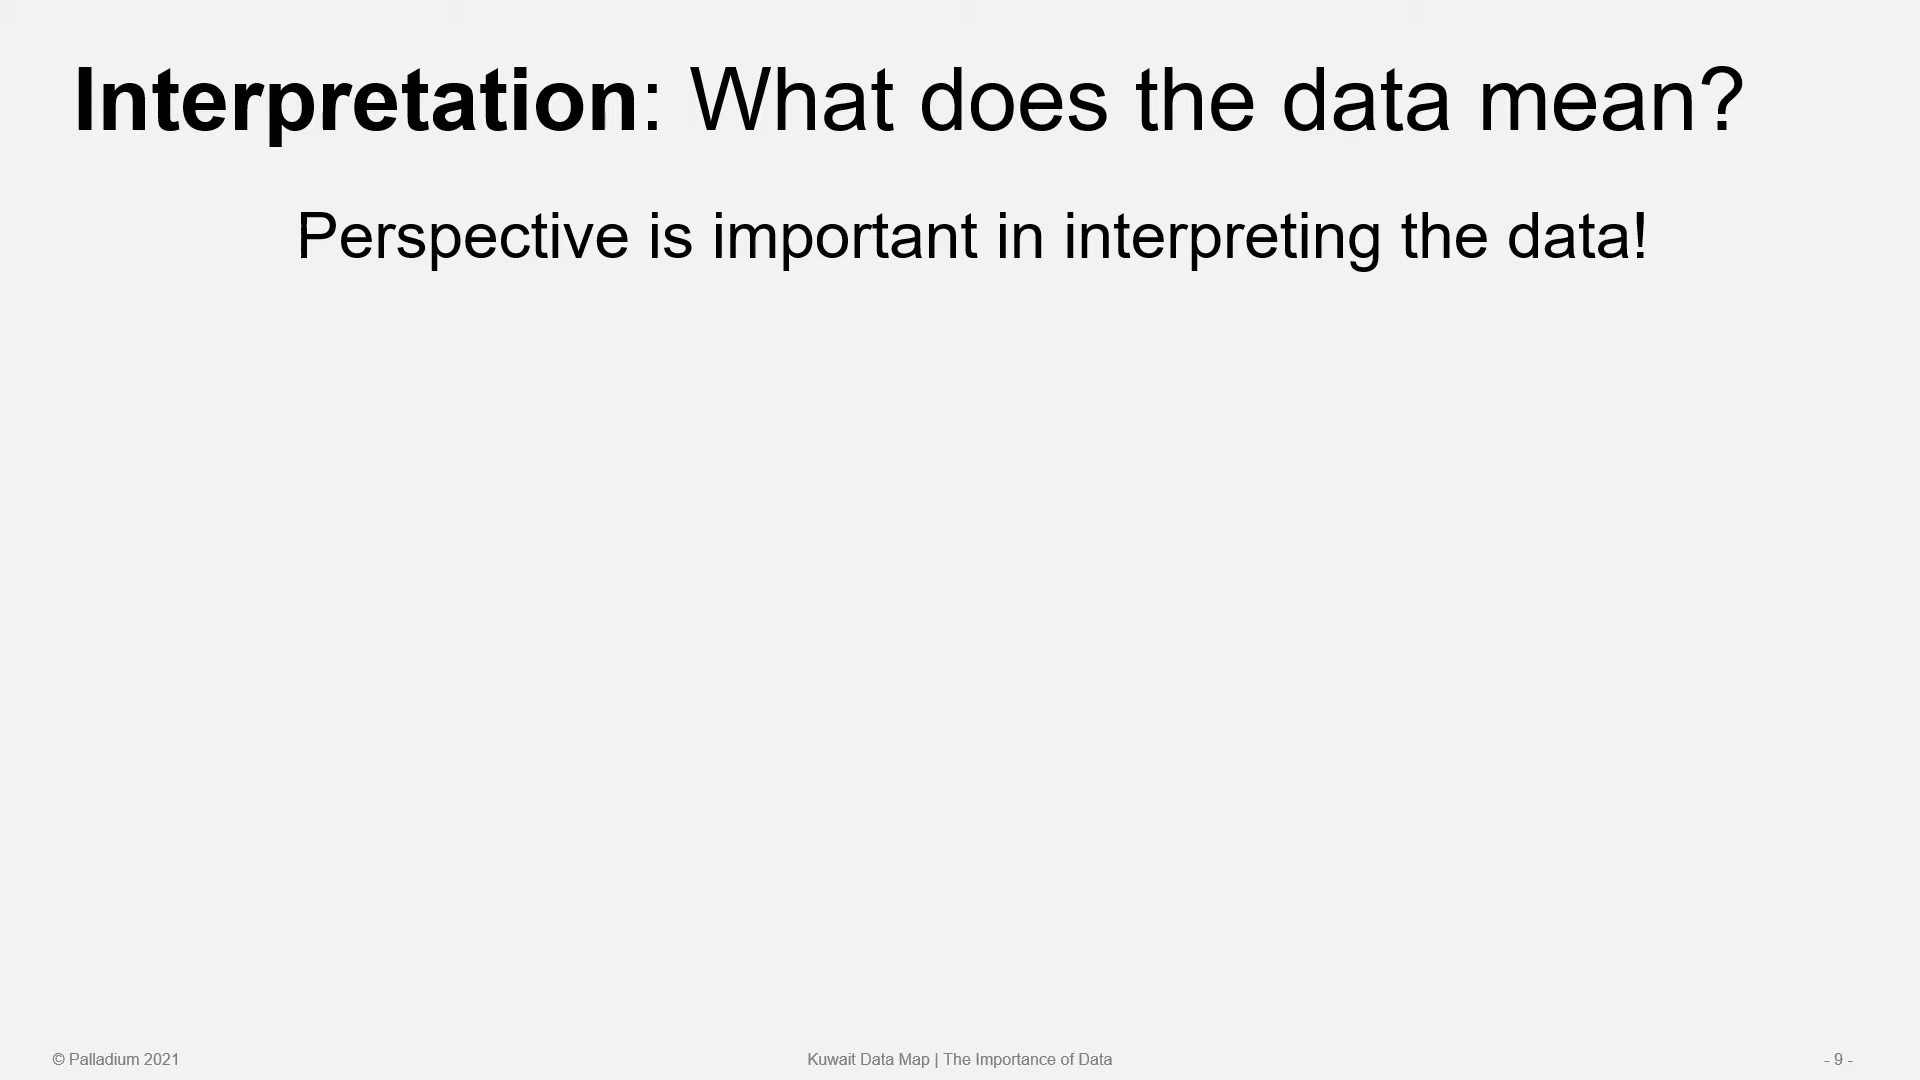 Interpretation: What does the data mean?
Perspective is important in interpreting the data!
© Palladium 2021
Kuwait Data Map | The Importance of Data
- 9 -